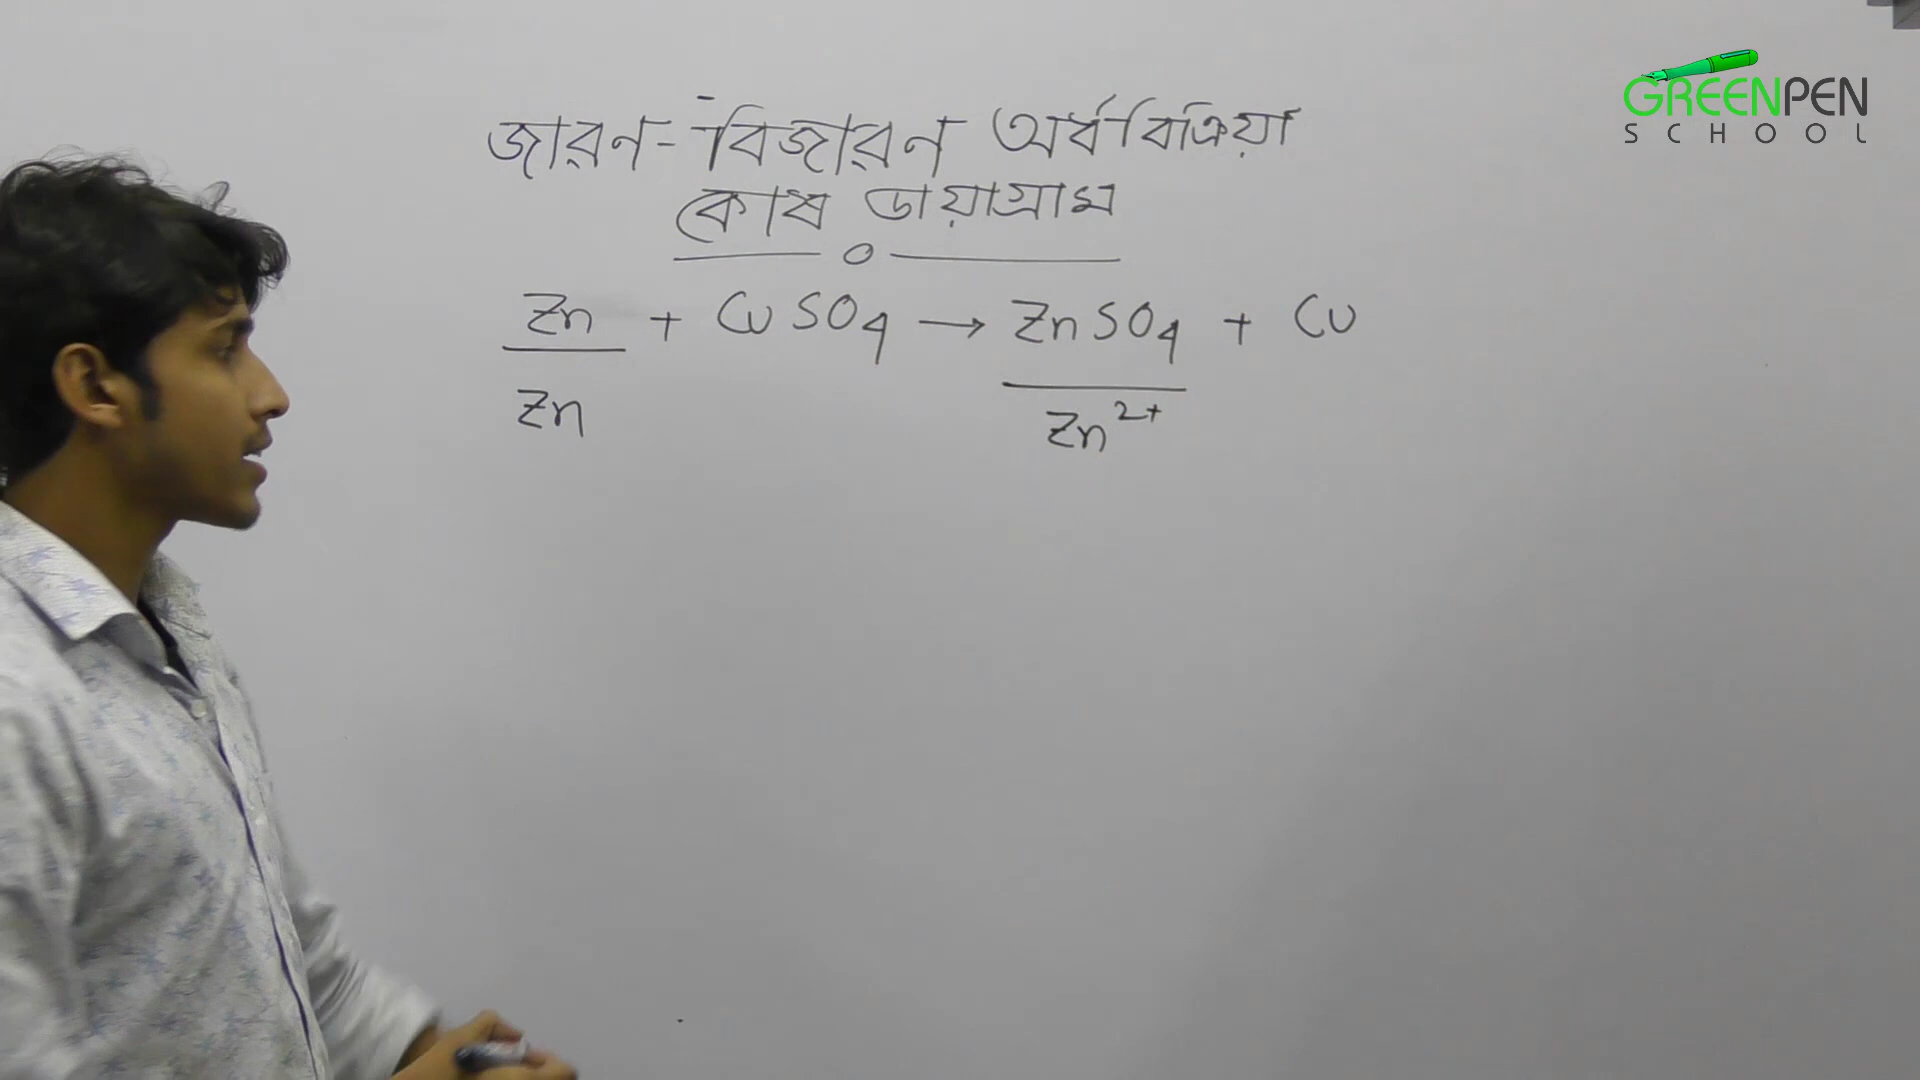 GREENPEN
SCHOOL
জারণ-বিজারণ অর্ধবিক্রিয়া
কোষ ডায়াগ্রাম
Zn + CuSO4 → ZnSO4 + Cu
Zn Zn2+